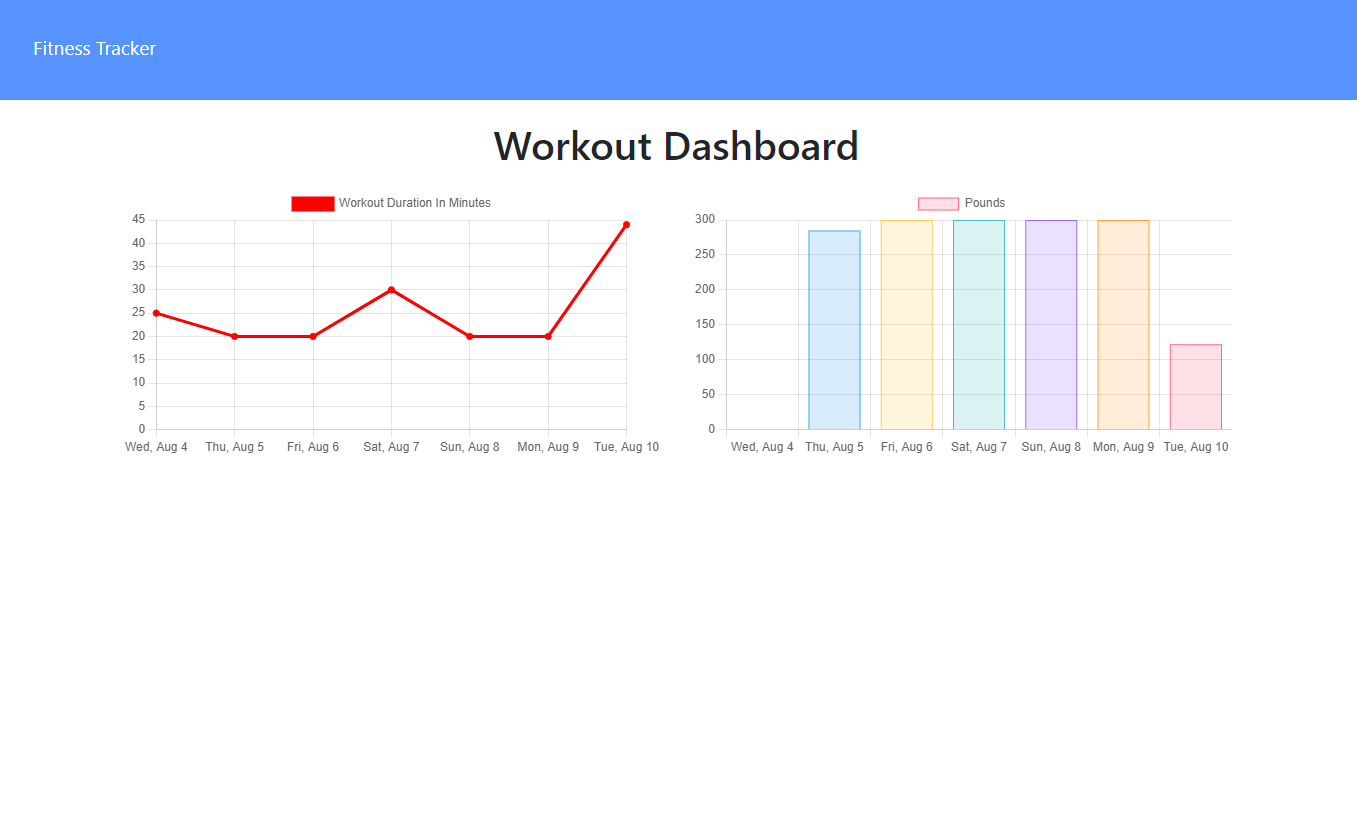 Fitness Tracker
Workout Dashboard
Workout Duration In Minutes
45
40
35
30
25
20
15
10
5
0
Wed, Aug 4 Thu, Aug 5 Fri, Aug 6 Sat, Aug 7 Sun, Aug 8 Mon, Aug 9 Tue, Aug 10
Pounds
300
250
200
150
100
50
0
Wed, Aug 4 Thu, Aug 5 Fri, Aug 6 Sat, Aug 7 Sun, Aug 8 Mon, Aug 9 Tue, Aug 10